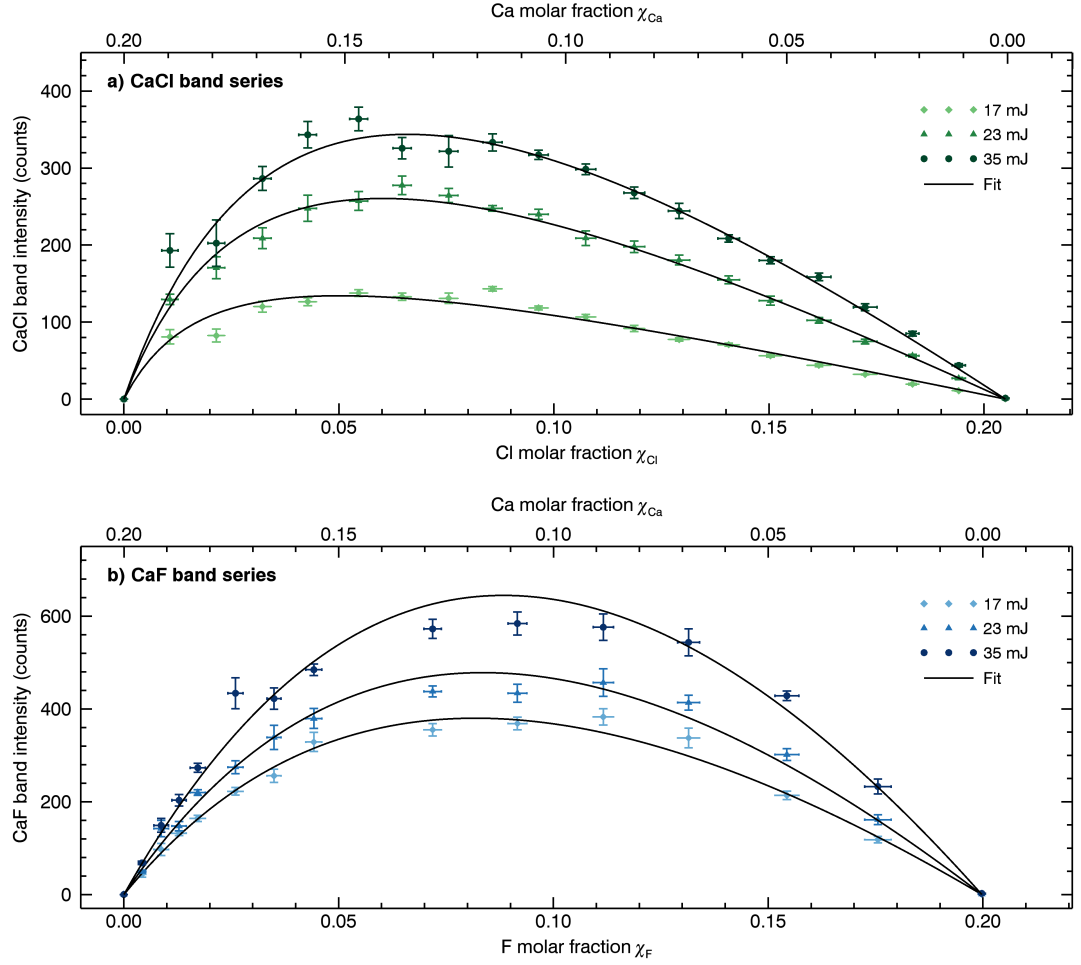 Ca molar fraction χCa
0.20 0.15 0.10 0.05 0.00
a) CaCl band series
CaCl band intensity (counts)
400
300
200
100
0
17 mJ
23 mJ
35 mJ
Fit
0.00 0.05 0.10 0.15 0.20
Cl molar fraction χCl
Ca molar fraction χCa
0.20 0.15 0.10 0.05 0.00
b) CaF band series
CaF band intensity (counts)
600
400
200
0
17 mJ
23 mJ
35 mJ
Fit
0.00 0.05 0.10 0.15 0.20
F molar fraction χF